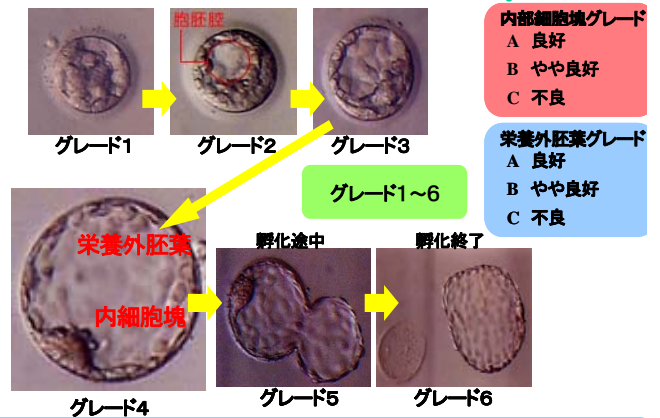 胞胚腔
グレード1
グレード2
グレード3
内部細胞塊グレード
A 良好
B やや良好
C 不良
栄養外胚葉グレード
A 良好
B やや良好
C 不良
グレード1～6
栄養外胚葉
内細胞塊
グレード4
孵化途中
グレード5
孵化終了
グレード6